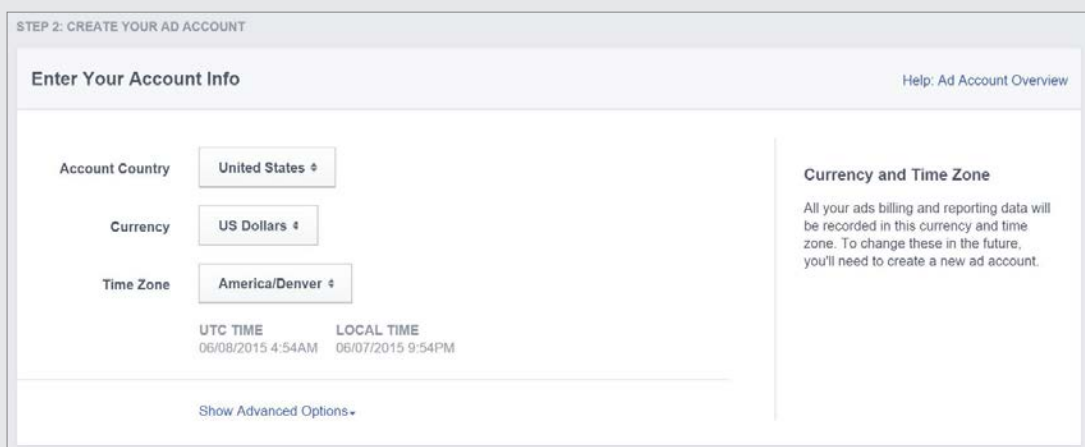 STEP 2: CREATE YOUR AD ACCOUNT
Enter Your Account Info
Help: Ad Account Overview
Account Country
United States
Currency
US Dollars
Time Zone
America/Denver
UTC TIME
06/08/2015 4:54AM
LOCAL TIME
06/07/2015 9:54PM
Show Advanced Options
Currency and Time Zone
All your ads billing and reporting data will
be recorded in this currency and time
zone. To change these in the future,
you'll need to create a new ad account.